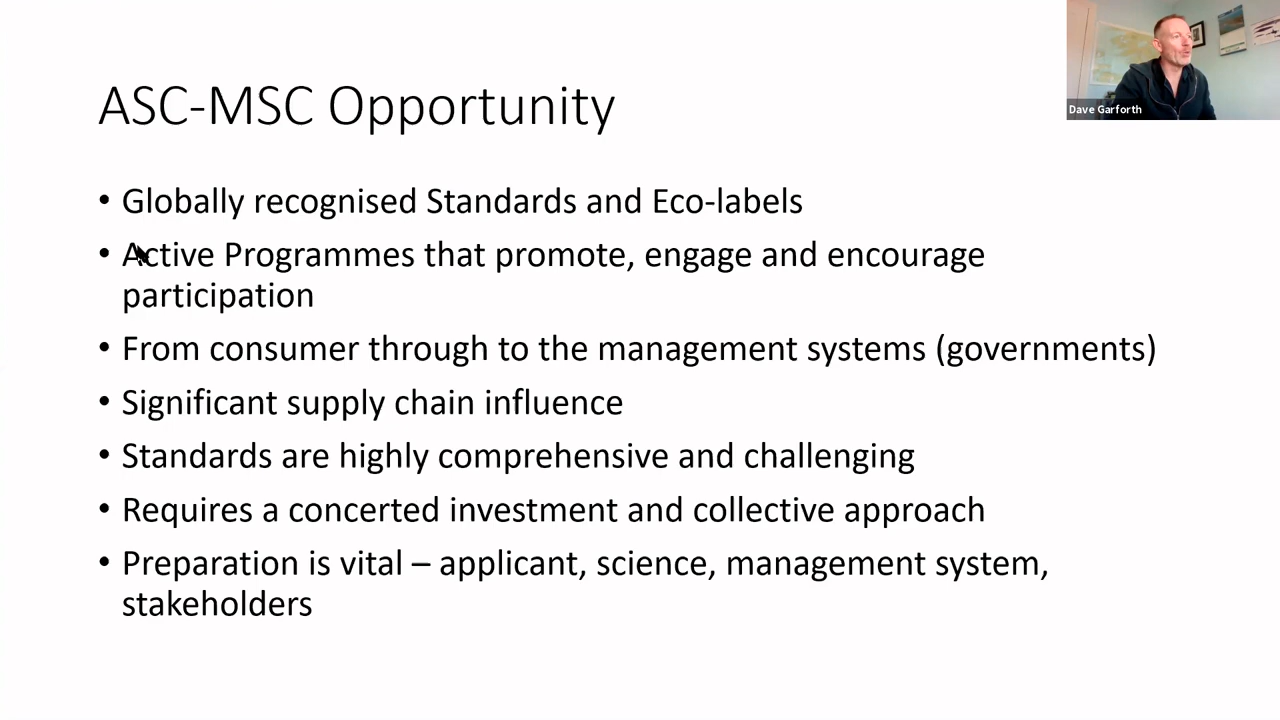 ASC-MSC Opportunity
• Globally recognised Standards and Eco-labels
• Active Programmes that promote, engage and encourage
participation
• From consumer through to the management systems (governments)
• Significant supply chain influence
• Standards are highly comprehensive and challenging
• Requires a concerted investment and collective approach
• Preparation is vital – applicant, science, management system,
stakeholders
Dave Garforth